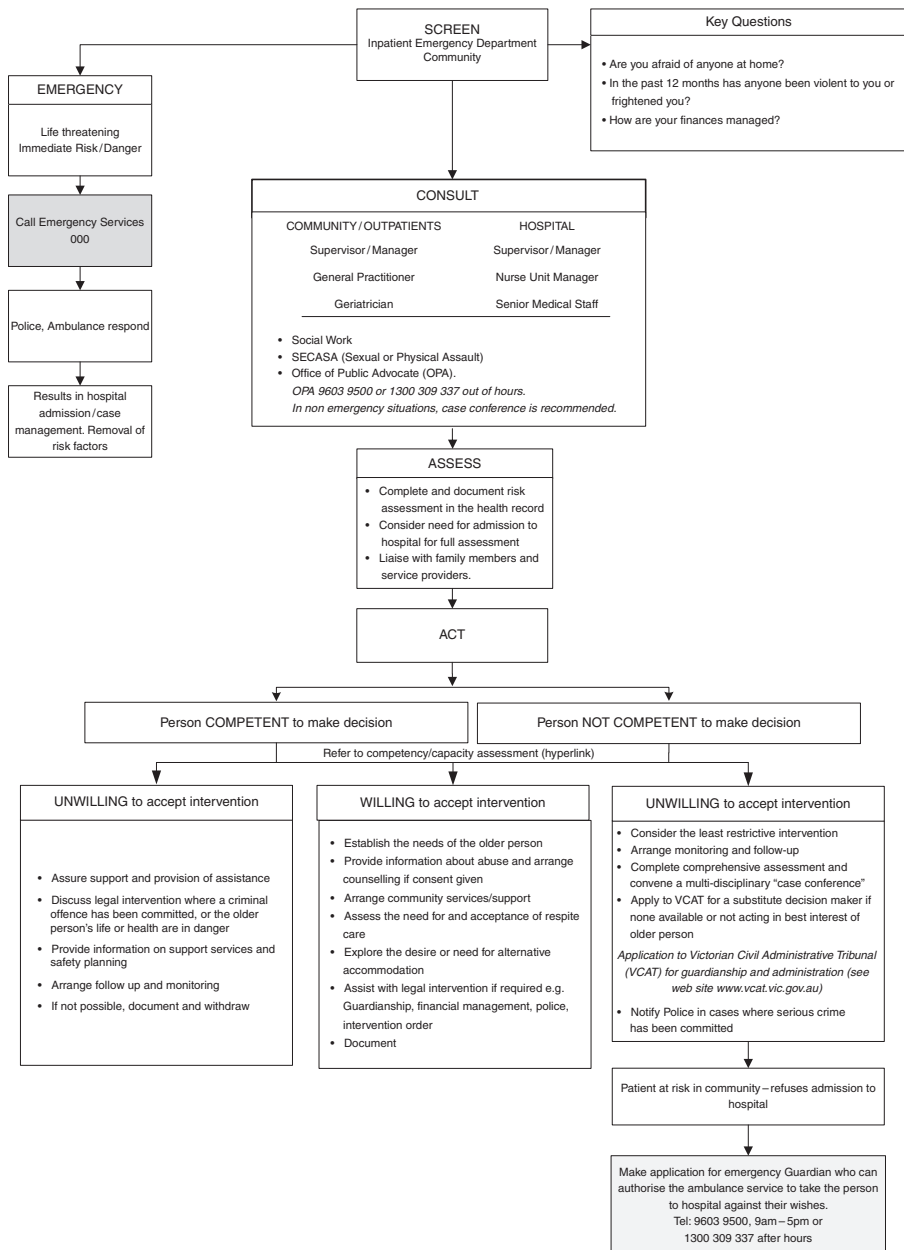 SCREEN
Inpatient Emergency Department
Community
Key Questions
• Are you afraid of anyone at home?
• In the past 12 months has anyone been violent to you or
frightened you?
• How are your finances managed?
EMERGENCY
Life threatening
Immediate Risk/Danger
Call Emergency Services
000
Police, Ambulance respond
Results in hospital
admission/case
management. Removal of
risk factors
CONSULT
COMMUNITY/OUTPATIENTS
Supervisor/Manager
General Practitioner
Geriatrician
HOSPITAL
Supervisor/Manager
Nurse Unit Manager
Senior Medical Staff
• Social Work
• SECASA (Sexual or Physical Assault)
• Office of Public Advocate (OPA).
OPA 9603 9500 or 1300 309 337 out of hours.
In non emergency situations, case conference is recommended.
ASSESS
• Complete and document risk
assessment in the health record
• Consider need for admission to
hospital for full assessment
• Liaise with family members and
service providers.
ACT
Person COMPETENT to make decision
Person NOT COMPETENT to make decision
Refer to competency/capacity assessment (hyperlink)
UNWILLING to accept intervention
• Assure support and provision of assistance
• Discuss legal intervention where a criminal
offence has been committed, or the older
person's life or health are in danger
• Provide information on support services and
safety planning
• Arrange follow up and monitoring
• If not possible, document and withdraw
WILLING to accept intervention
• Establish the needs of the older person
• Provide information about abuse and arrange
counselling if consent given
• Arrange community services/support
• Assess the need for and acceptance of respite
care
• Explore the desire or need for alternative
accommodation
• Assist with legal intervention if required e.g.
Guardianship, financial management, police,
intervention order
• Document
UNWILLING to accept intervention
• Consider the least restrictive intervention
• Arrange monitoring and follow-up
• Complete comprehensive assessment and
convene a multi-disciplinary "case conference"
• Apply to VCAT for a substitute decision maker if
none available or not acting in best interest of
older person
Application to Victorian Civil Administrative Tribunal
(VCAT) for guardianship and administration (see
web site www.vcat.vic.gov.au)
• Notify Police in cases where serious crime
has been committed
Patient at risk in community – refuses admission to
hospital
Make application for emergency Guardian who can
authorise the ambulance service to take the person
to hospital against their wishes.
Tel: 9603 9500, 9am – 5pm or
1300 309 337 after hours